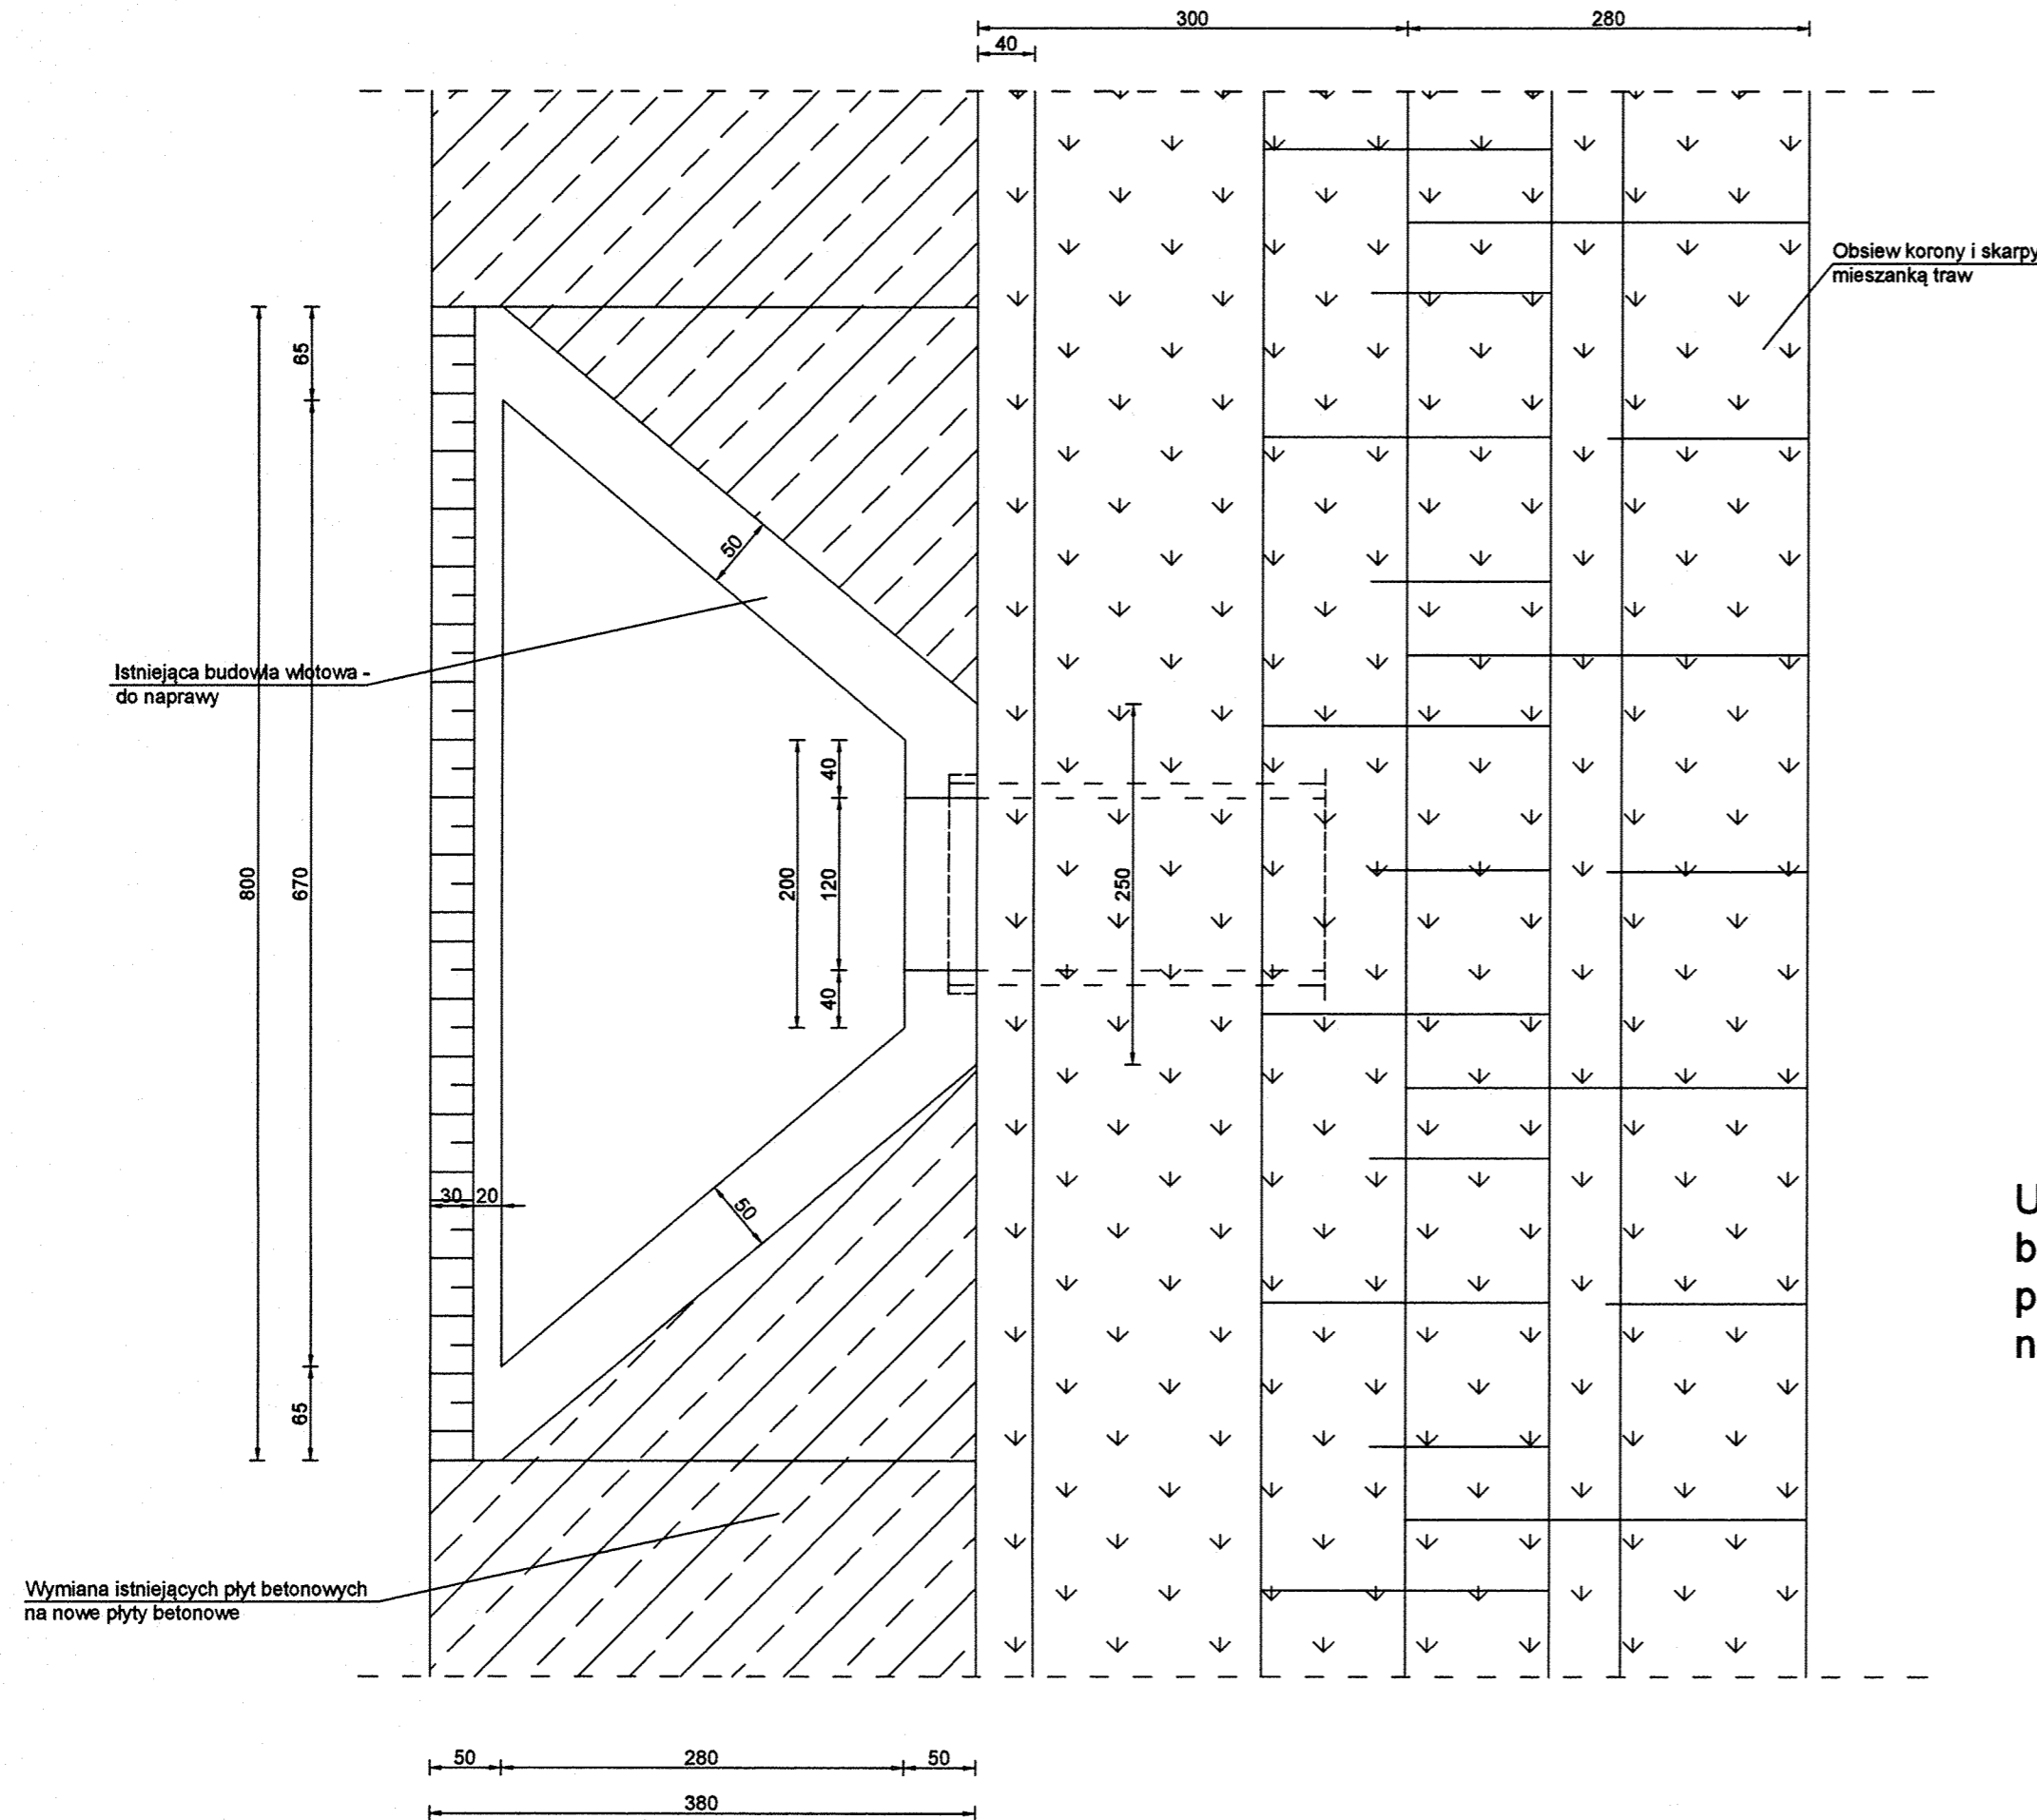 300
280
40
Obsiew korony i skarpy
mieszanką traw
65
50
Istniejąca budowla wlotowa -
do naprawy
800
670
200
40
120
40
250
30
20
50
65
Wymiana istniejących płyt betonowych
na nowe płyty betonowe
U
b
p
n
50
280
50
380